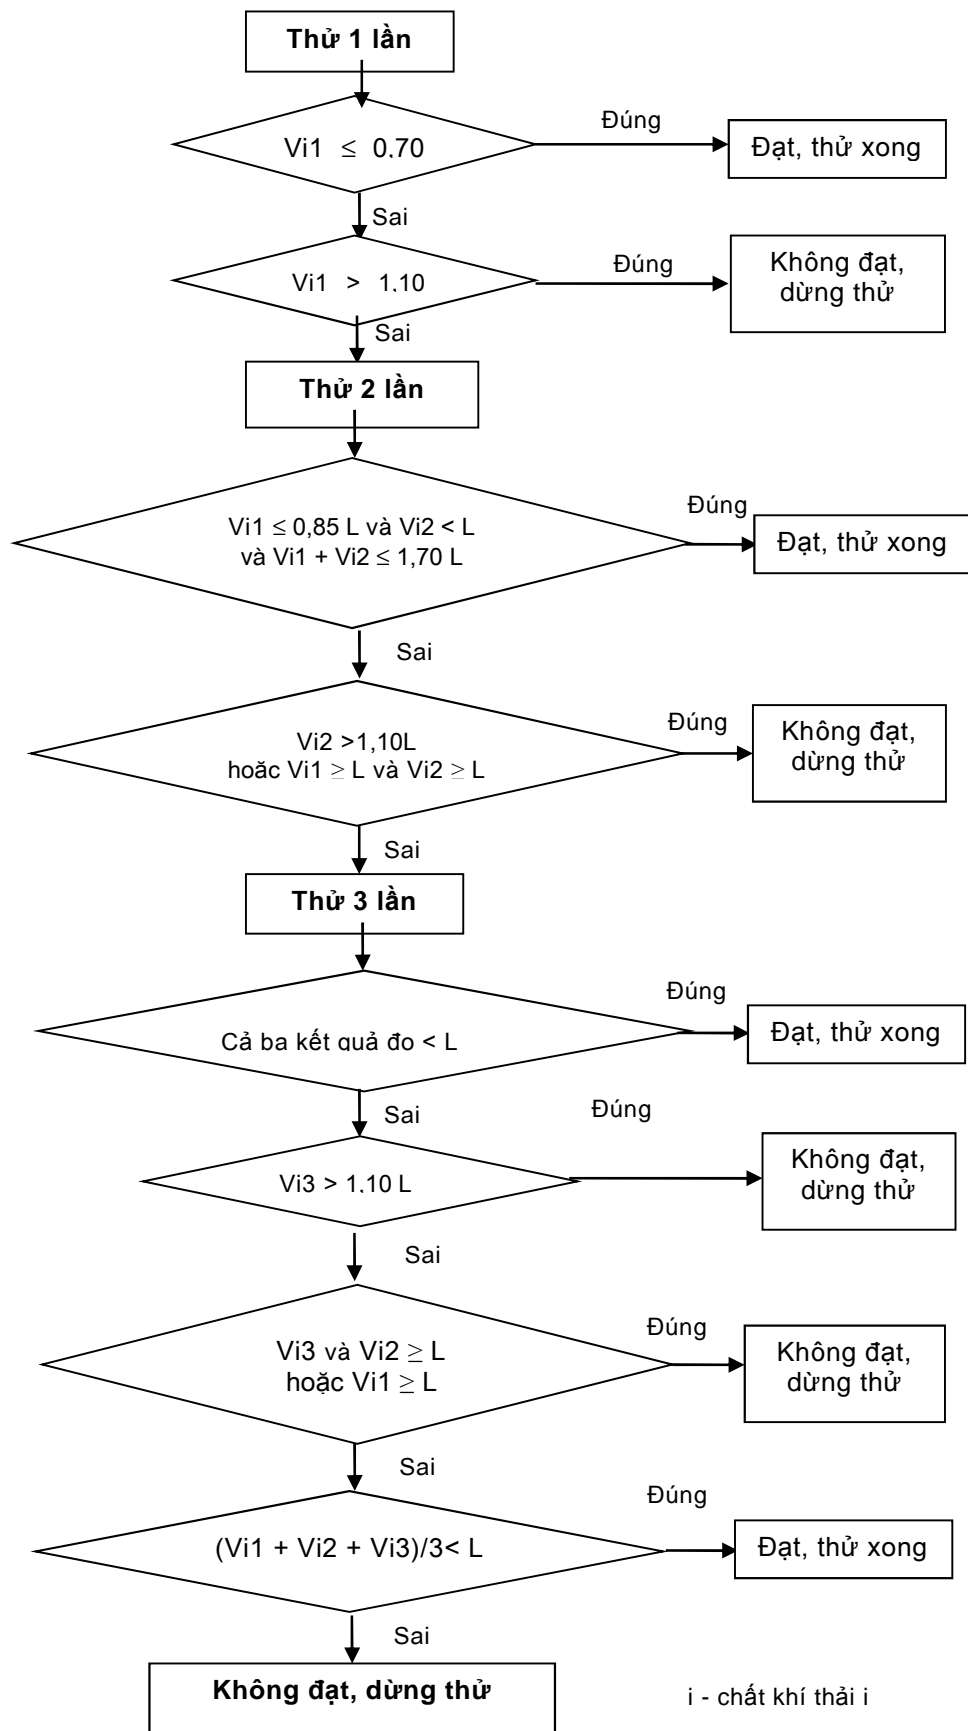 Thử 1 lần
Đúng
Vi1 ≤ 0,70
Đạt, thử xong
Sai
Đúng
Vi1 > 1,10
Không đạt,
dừng thử
Sai
Thử 2 lần
Đúng
Vi1 ≤ 0,85 L và Vi2 < L
và Vi1 + Vi2 ≤ 1,70 L
Đạt, thử xong
Sai
Đúng
Vi2 >1,10L
hoặc Vi1 ≥ L và Vi2 ≥ L
Không đạt,
dừng thử
Sai
Thử 3 lần
Đúng
Cả ba kết quả đo < L
Đạt, thử xong
Sai
Đúng
Vi3 > 1,10 L
Không đạt,
dừng thử
Sai
Đúng
Vi3 và Vi2 ≥ L
hoặc Vi1 ≥ L
Không đạt,
dừng thử
Sai
Đúng
(Vi1 + Vi2 + Vi3)/3< L
Đạt, thử xong
Sai
Không đạt, dừng thử
i - chất khí thải i